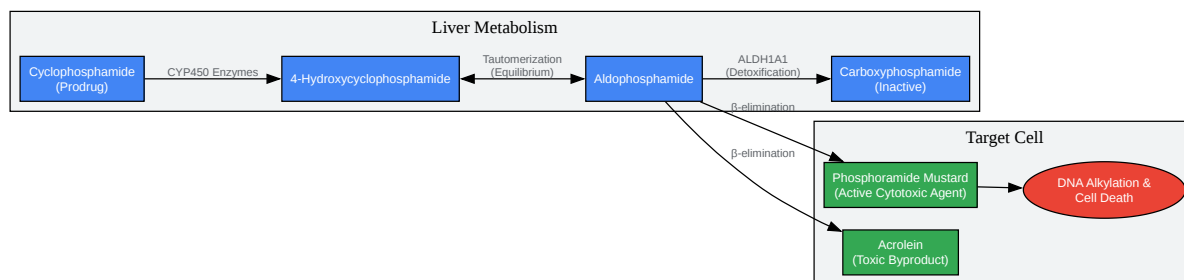 Liver Metabolism
Cyclophosphamide
(Prodrug)
CYP450 Enzymes
4-Hydroxycyclophosphamide
Tautomerization
(Equilibrium)
Aldophosphamide
ALDH1A1
(Detoxification)
Carboxyphosphamide
(Inactive)
β-elimination
β-elimination
Target Cell
Phosphoramide Mustard
(Active Cytotoxic Agent)
DNA Alkylation &
Cell Death
Acrolein
(Toxic Byproduct)